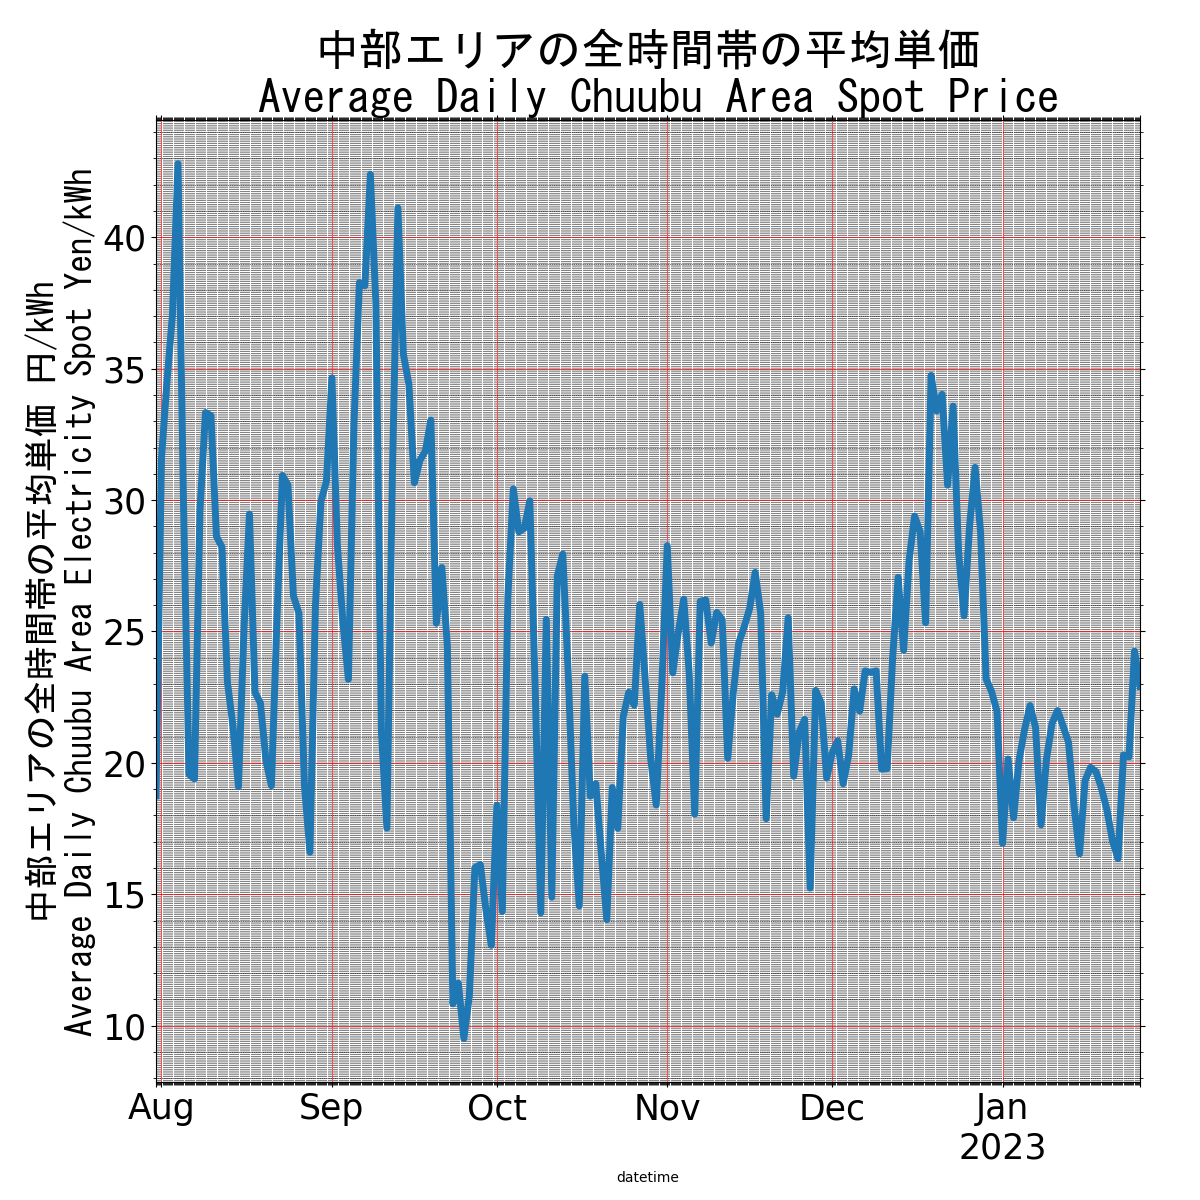 中部エリアの全時間帯の平均単価
Average Daily Chuubu Area Spot Price
中部エリアの全時間帯の平均単価 円/kWh
Average Daily Chuubu Area Electricity Spot Yen/kWh
40
35
30
25
20
15
10
Aug Sep Oct Nov Dec Jan
2023
datetime